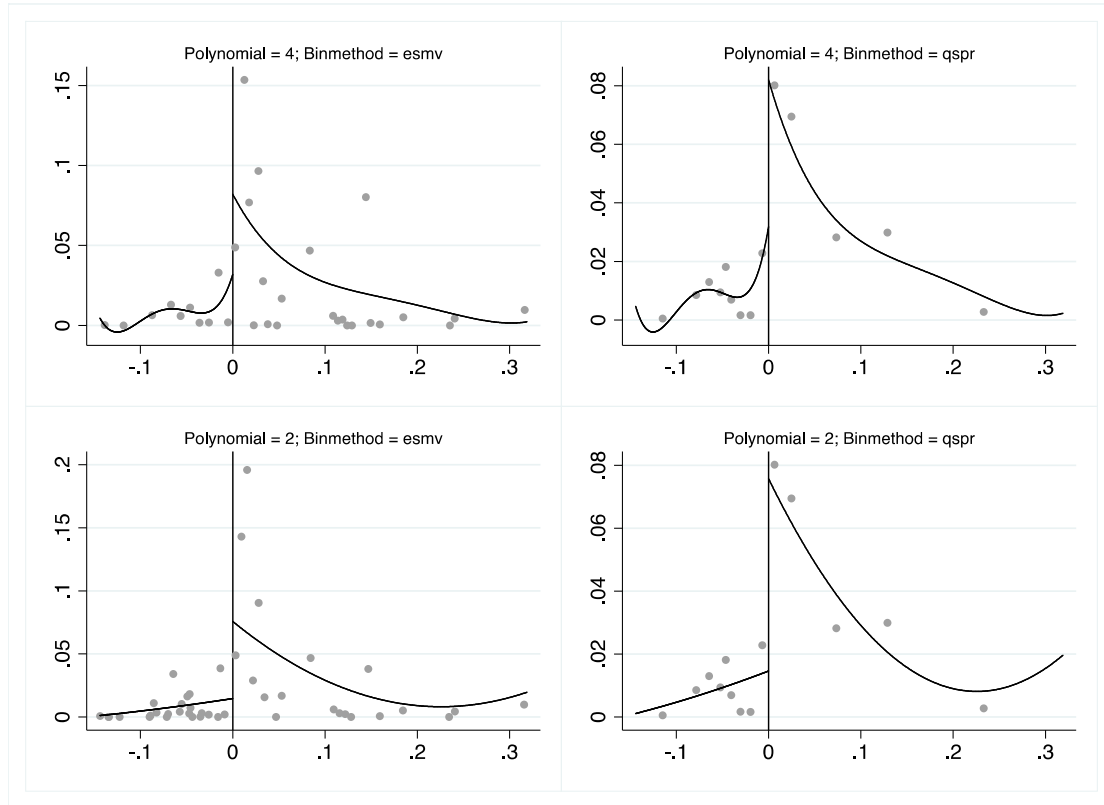 Polynomial = 4; Binmethod = esmv
.15
.1
.05
0
-.1 0 .1 .2 .3
Polynomial = 4; Binmethod = qspr
.08
.06
.04
.02
0
-.1 0 .1 .2 .3
Polynomial = 2; Binmethod = esmv
.2
.15
.1
.05
0
-.1 0 .1 .2 .3
Polynomial = 2; Binmethod = qspr
.08
.06
.04
.02
0
-.1 0 .1 .2 .3